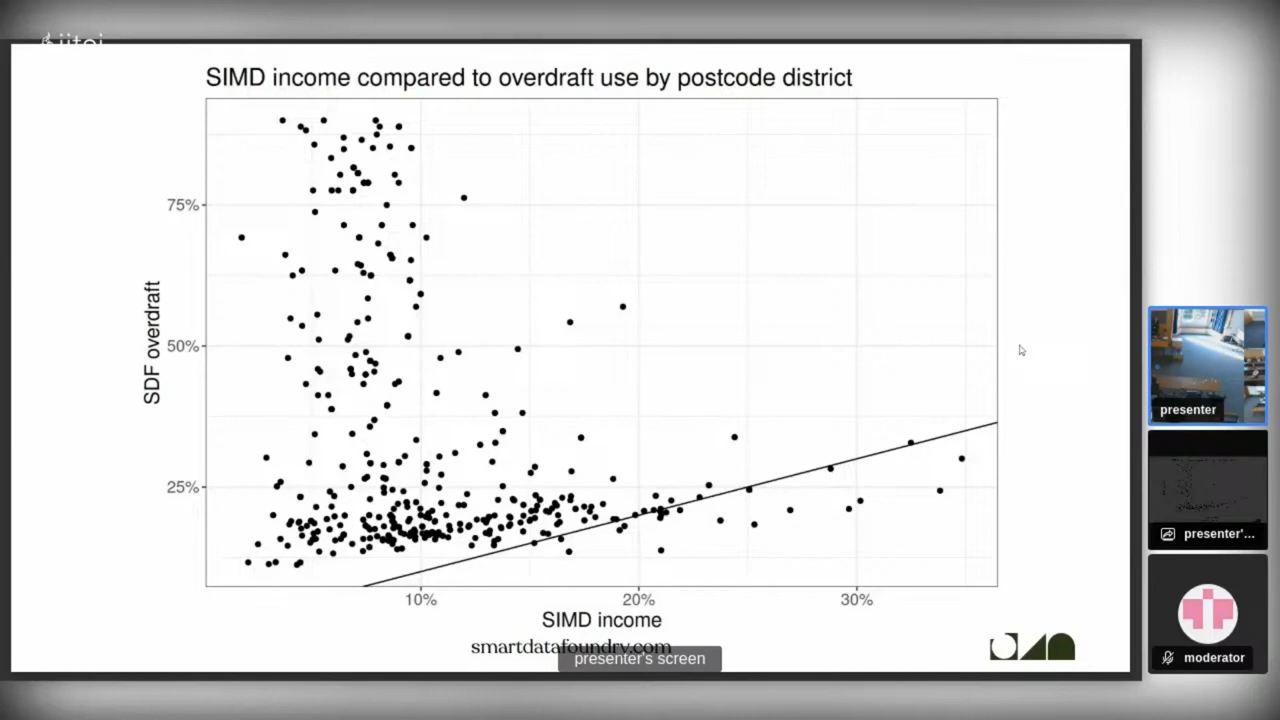 SIMD income compared to overdraft use by postcode district
75%
50%
25%
SDF overdraft
10% 20% 30%
SIMD income
smartdatafoundry.com
presenter's screen
presenter
presenter'...
moderator